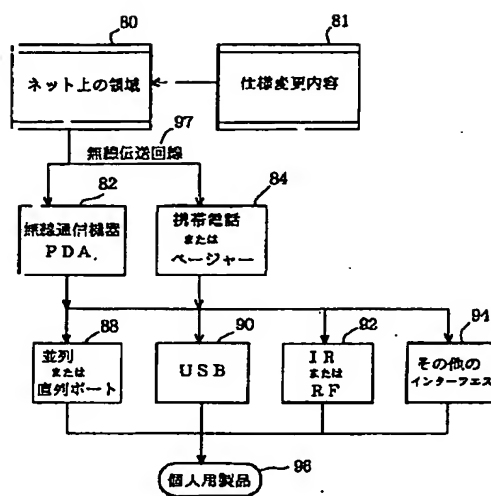 80
81
ネット上の領域
仕様変更内容
97
無線伝送回線
82
84
無線通信機器
PDA.
携帯電話
または
ページャー
88
90
92
94
並列
または
直列ポート
USB
IR
または
RF
その他の
インターフェス
個人用製品
96